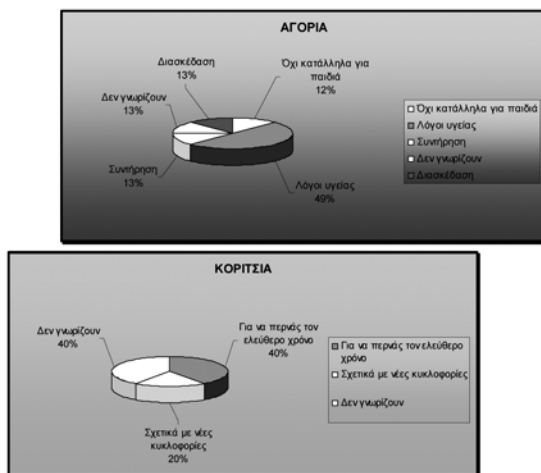 ΑΓΟΡΙΑ
Διασκέδαση
13%
Όχι κατάλληλα για
παιδιά
12%
Δεν γνωρίζουν
13%
Συντήρηση
13%
Λόγοι υγείας
49%
Όχι κατάλληλα για παιδιά
Λόγοι υγείας
Συντήρηση
Δεν γνωρίζουν
Διασκέδαση
ΚΟΡΙΤΣΙΑ
Δεν γνωρίζουν
40%
Για να περνάς τον
ελεύθερο χρόνο
40%
Σχετικά με νέες
κυκλοφορίες
20%
Για να περνάς τον ελεύθερο
χρόνο
Σχετικά με νέες κυκλοφορίες
Δεν γνωρίζουν